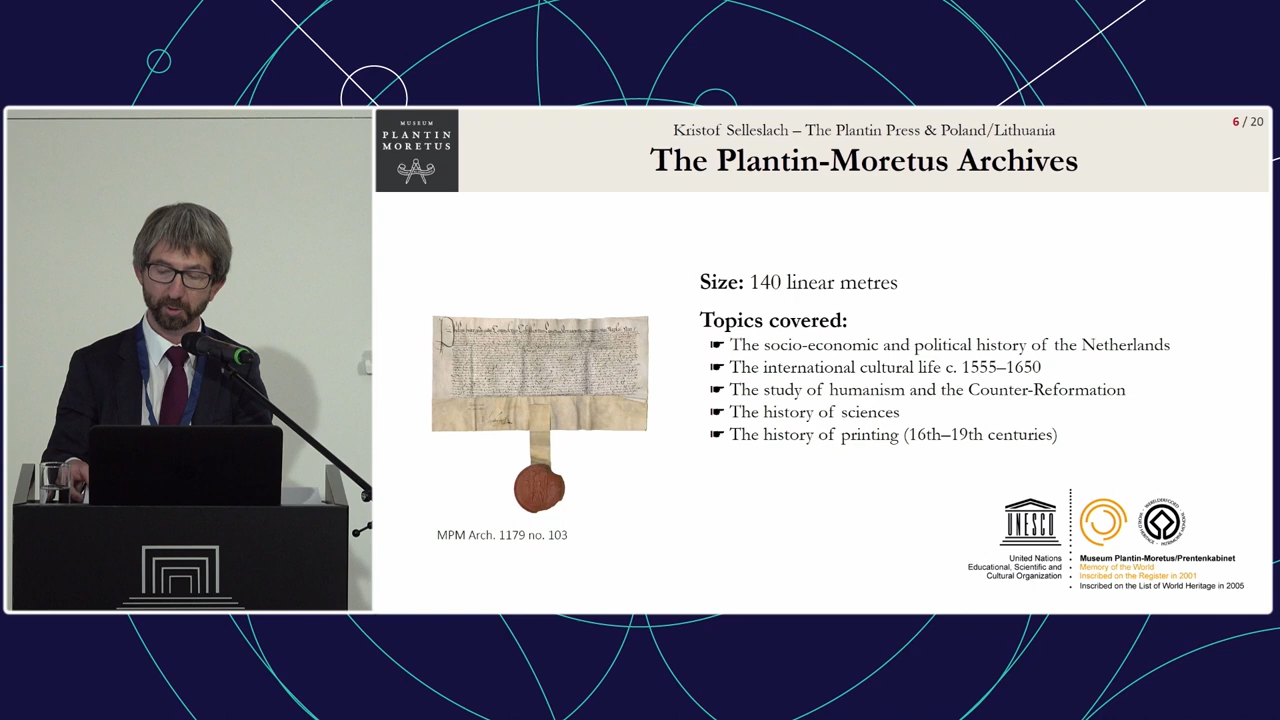 MUSEUM
PLANTIN
MORETUS
Kristof Selleslach – The Plantin Press & Poland/Lithuania
The Plantin-Moretus Archives
6 / 20
Size: 140 linear metres
Topics covered:
☛ The socio-economic and political history of the Netherlands
☛ The international cultural life c. 1555–1650
☛ The study of humanism and the Counter-Reformation
☛ The history of sciences
☛ The history of printing (16th–19th centuries)
MPM Arch. 1179 no. 103
UNESCO
United Nations
Educational, Scientific and
Cultural Organization
Museum Plantin-Moretus/Prentenkabinet
Memory of the World
Inscribed on the Register in 2001
Inscribed on the List of World Heritage in 2005